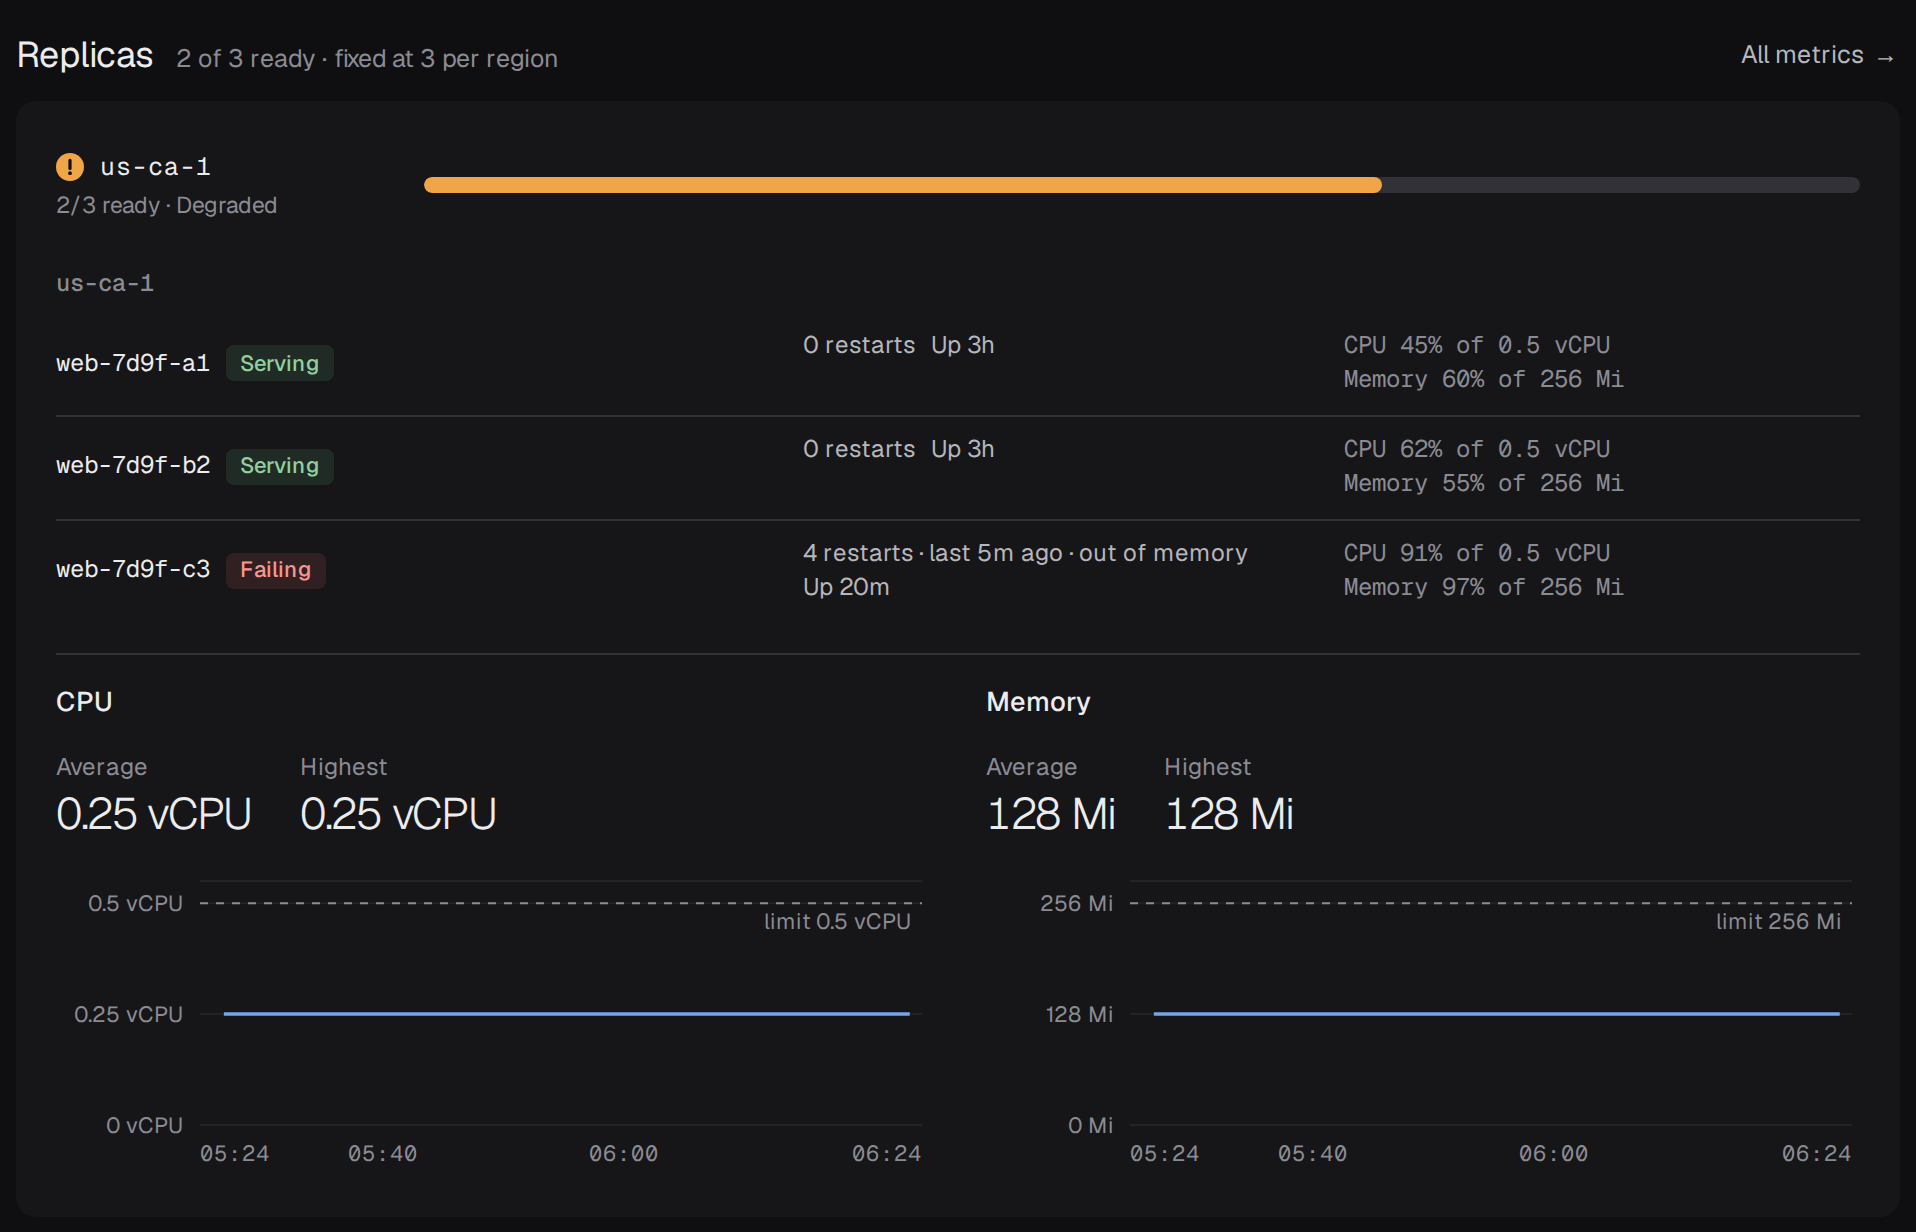 Replicas 2 of 3 ready · fixed at 3 per region
All metrics →
us-ca-1
2/3 ready · Degraded
us-ca-1
web-7d9f-a1 Serving
0 restarts Up 3h
CPU 45% of 0.5 vCPU
Memory 60% of 256 Mi
web-7d9f-b2 Serving
0 restarts Up 3h
CPU 62% of 0.5 vCPU
Memory 55% of 256 Mi
web-7d9f-c3 Failing
4 restarts · last 5m ago · out of memory
Up 20m
CPU 91% of 0.5 vCPU
Memory 97% of 256 Mi
CPU
Average Highest
0.25 vCPU 0.25 vCPU
0.5 vCPU
limit 0.5 vCPU
0.25 vCPU
0 vCPU
05:24 05:40 06:00 06:24
Memory
Average Highest
128 Mi 128 Mi
256 Mi
limit 256 Mi
128 Mi
0 Mi
05:24 05:40 06:00 06:24